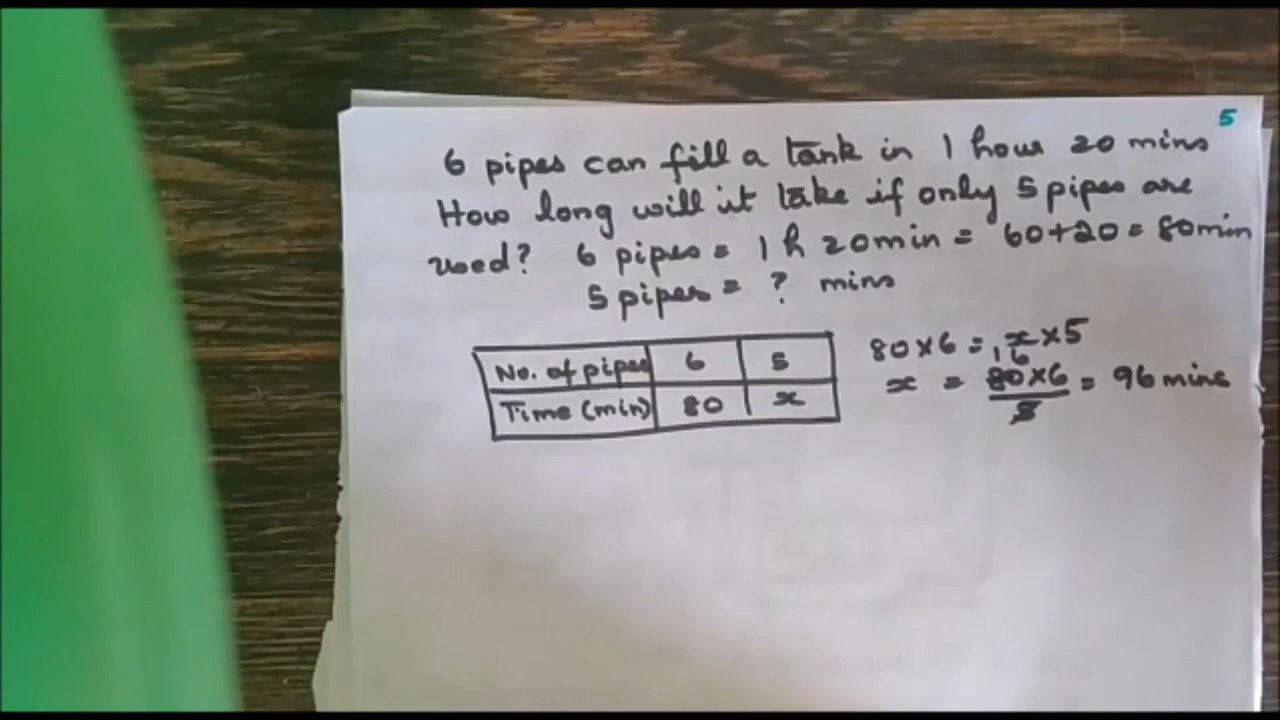 5
6 pipes can fill a tank in 1 hour 20 mins
How long will it take if only 5 pipes are
used? 6 pipes = 1 h 20 min = 60+20 = 80 min
5 pipes = ? mins
No. of pipes 6 5
Time (min) 80 x
80×6 = x×5
16
x = 80×6 = 96 mins
5